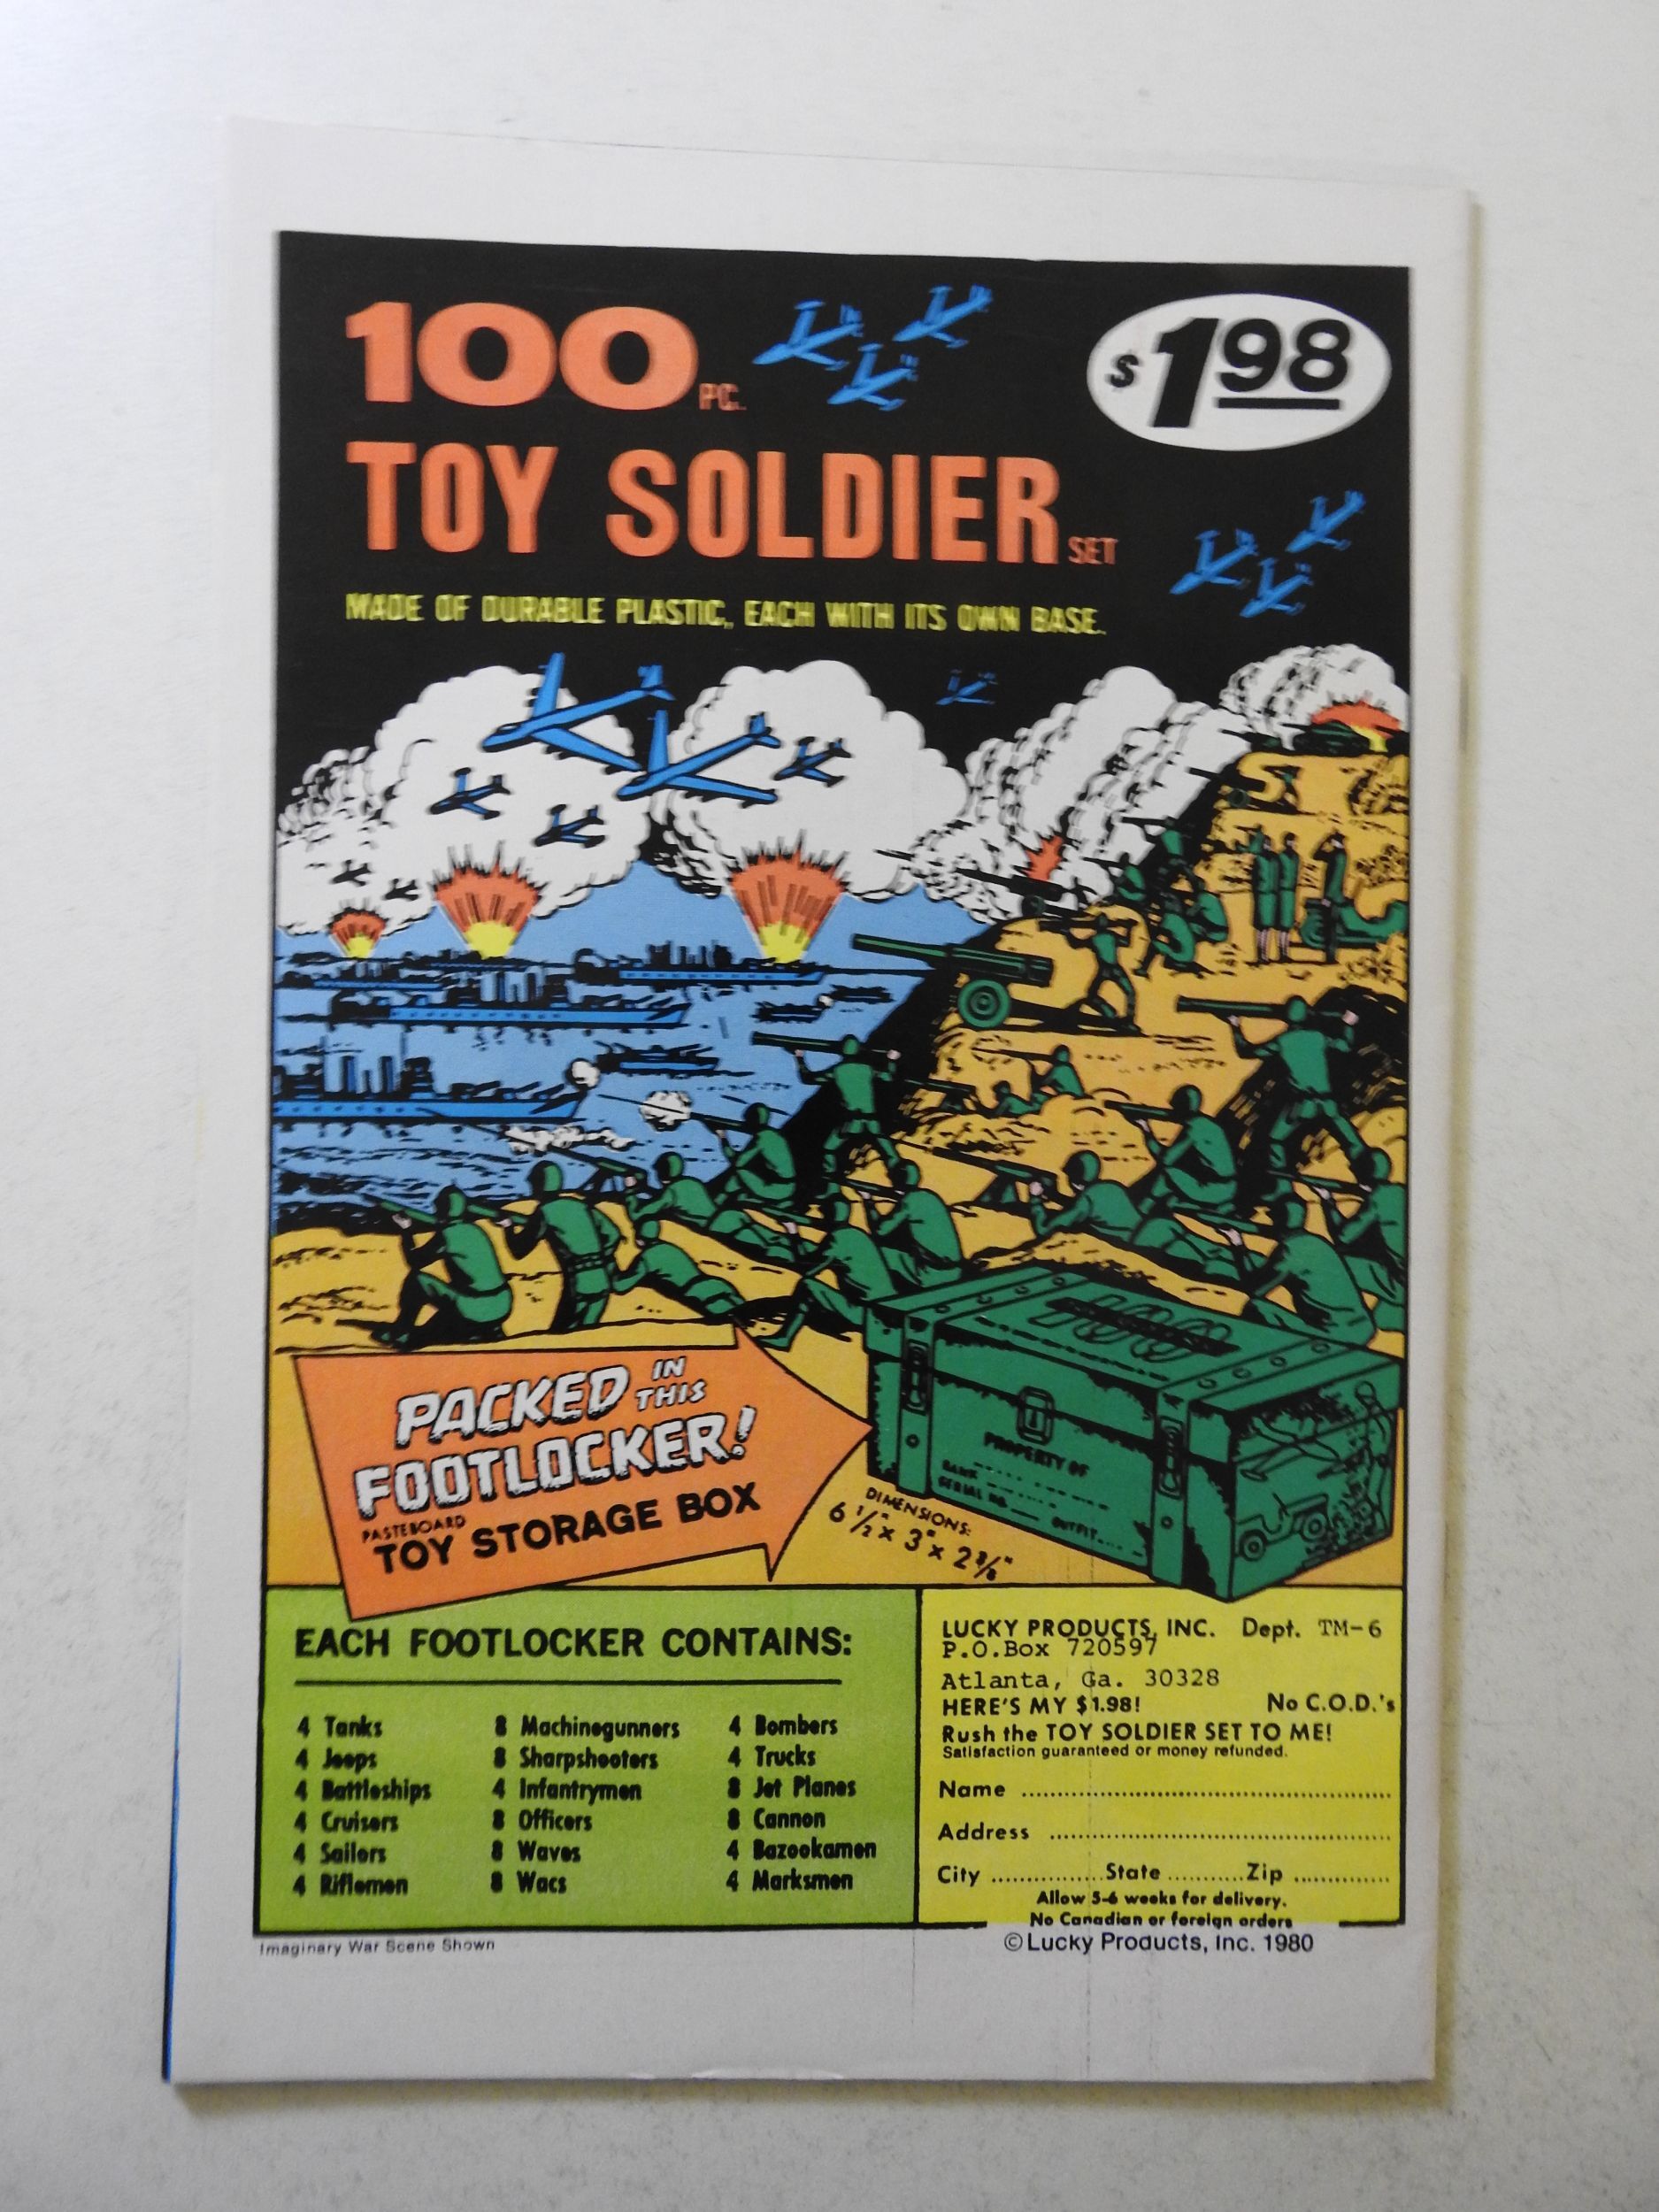 100 PC.
$1.98
TOY SOLDIER SET
MADE OF DURABLE PLASTIC, EACH WITH ITS OWN BASE.
100
PACKED IN THIS
FOOTLOCKER!
PASTEBOARD
TOY STORAGE BOX
PROPERTY OF
RANK
SERIAL NO.
OUTFIT
DIMENSIONS:
6 1/2" x 3" x 2 3/8"
EACH FOOTLOCKER CONTAINS:
4 Tanks
4 Jeeps
4 Battleships
4 Cruisers
4 Sailors
4 Riflemen
8 Machinegunners
8 Sharpshooters
4 Infantrymen
8 Officers
8 Waves
8 Wacs
4 Bombers
4 Trucks
8 Jet Planes
8 Cannon
4 Bazookamen
4 Marksmen
LUCKY PRODUCTS, INC. Dept. TM-6
P.O.Box 720597
Atlanta, Ga. 30328
HERE'S MY $1.98! No C.O.D.'s
Rush the TOY SOLDIER SET TO ME!
Satisfaction guaranteed or money refunded.
Name
Address
City State Zip
Allow 5-6 weeks for delivery.
No Canadian or foreign orders
Imaginary War Scene Shown
© Lucky Products, Inc. 1980